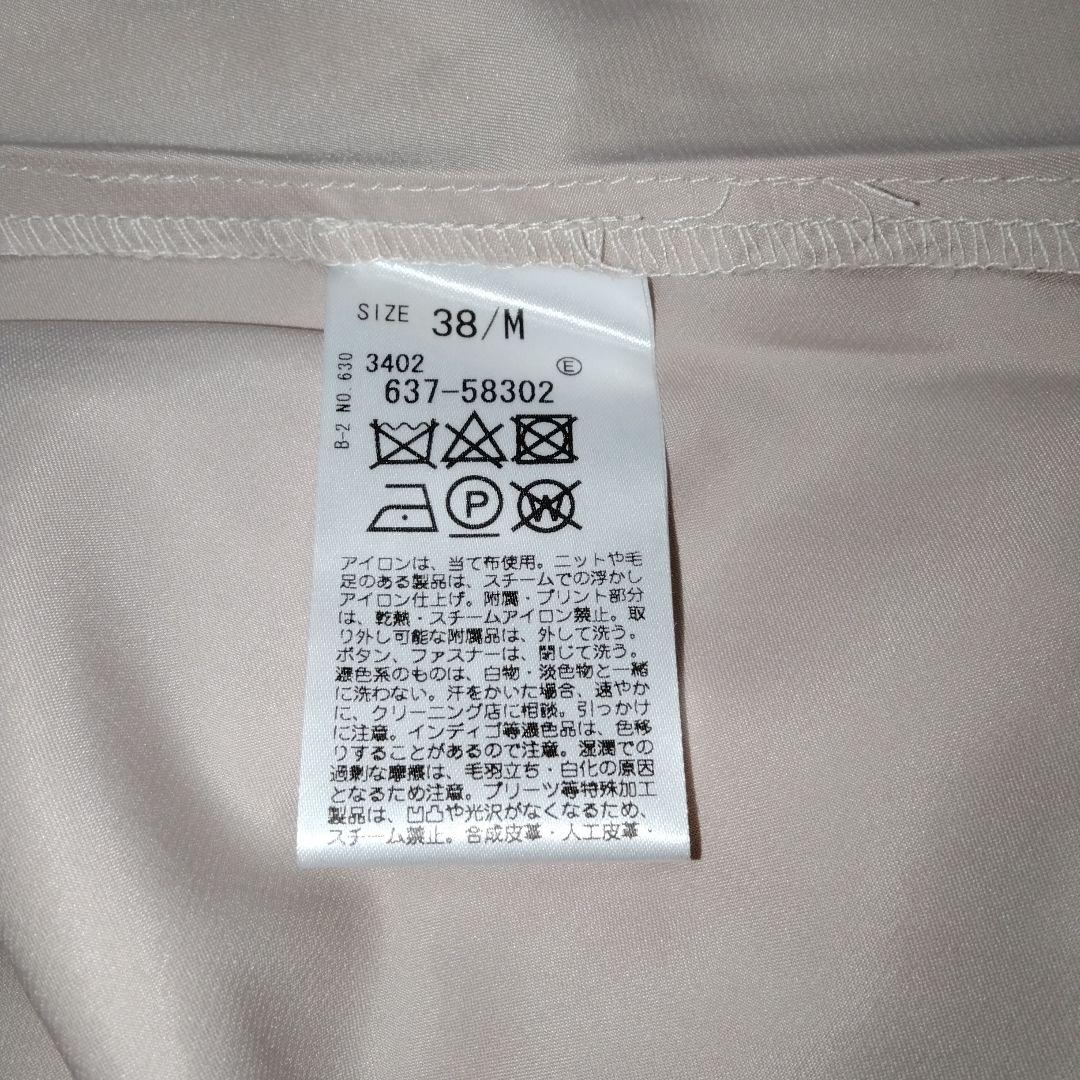 SIZE 38/M
B-2 NO.630
3402 Ⓔ
637-58302
P
W
アイロンは、当て布使用。ニットや毛
足のある製品は、スチームでの浮かし
アイロン仕上げ。附属・プリント部分
は、乾熱・スチームアイロン禁止。取
り外し可能な附属品は、外して洗う。
ボタン、ファスナーは、閉じて洗う。
濃色系のものは、白物・淡色物と一緒
に洗わない。汗をかいた場合、速やか
に、クリーニング店に相談。引っかけ
に注意。インディゴ等濃色品は、色移
りすることがあるので注意。湿潤での
過剰な摩擦は、毛羽立ち・白化の原因
となるため注意。プリーツ等特殊加工
製品は、凹凸や光沢がなくなるため、
スチーム禁止。合成皮革・人工皮革・